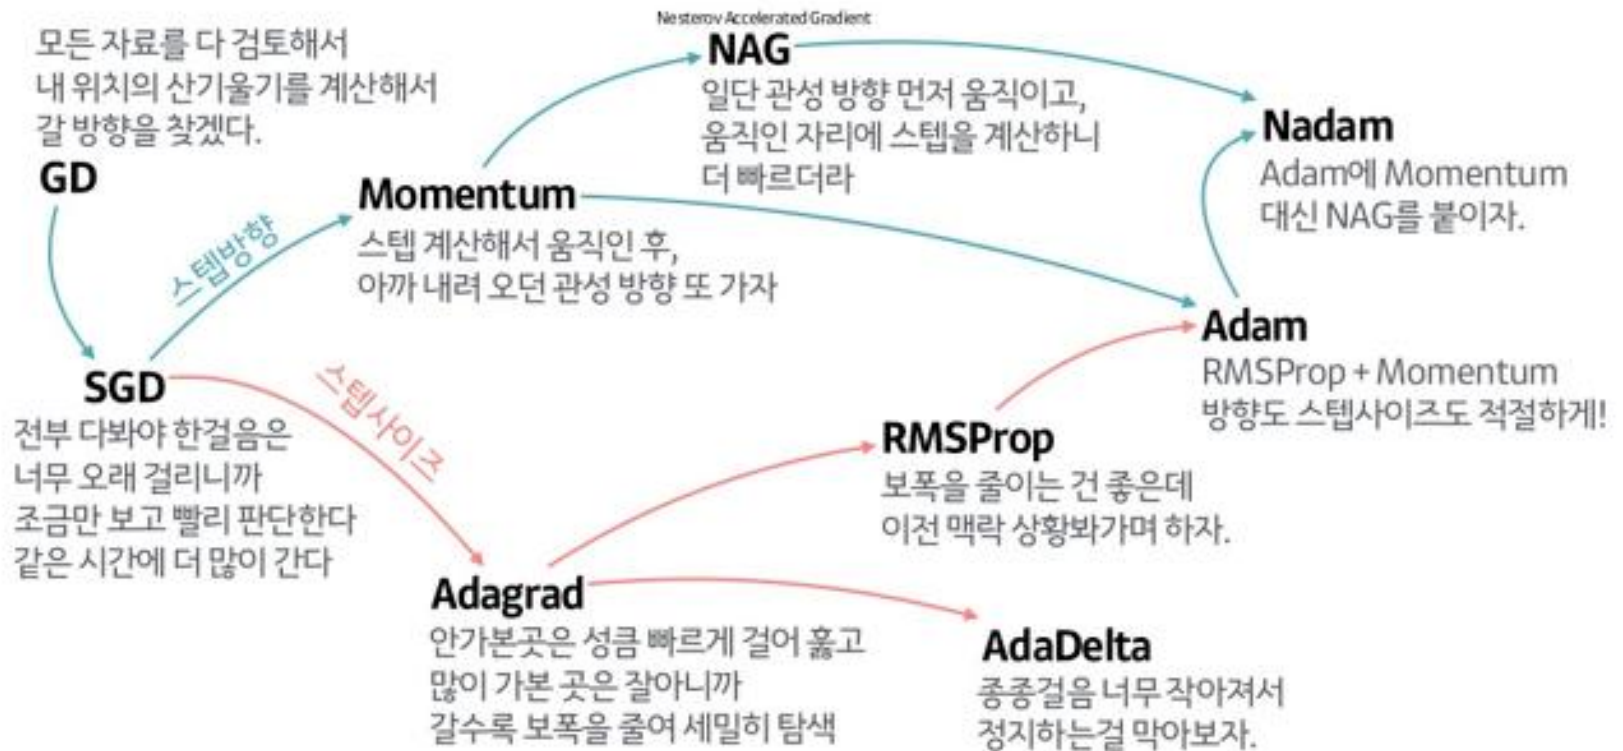 모든 자료를 다 검토해서
내 위치의 산기울기를 계산해서
갈 방향을 찾겠다.
GD
스텝방향
SGD
전부 다봐야 한걸음은
너무 오래 걸리니까
조금만 보고 빨리 판단한다
같은 시간에 더 많이 간다
스텝사이즈
Momentum
스텝 계산해서 움직인 후,
아까 내려 오던 관성 방향 또 가자
Nesterov Accelerated Gradient
NAG
일단 관성 방향 먼저 움직이고,
움직인 자리에 스텝을 계산하니
더 빠르더라
Nadam
Adam에 Momentum
대신 NAG를 붙이자.
Adam
RMSProp + Momentum
방향도 스텝사이즈도 적절하게!
RMSProp
보폭을 줄이는 건 좋은데
이전 맥락 상황봐가며 하자.
Adagrad
안가본곳은 성큼 빠르게 걸어 훓고
많이 가본 곳은 잘아니까
갈수록 보폭을 줄여 세밀히 탐색
AdaDelta
종종걸음 너무 작아져서
정지하는걸 막아보자.